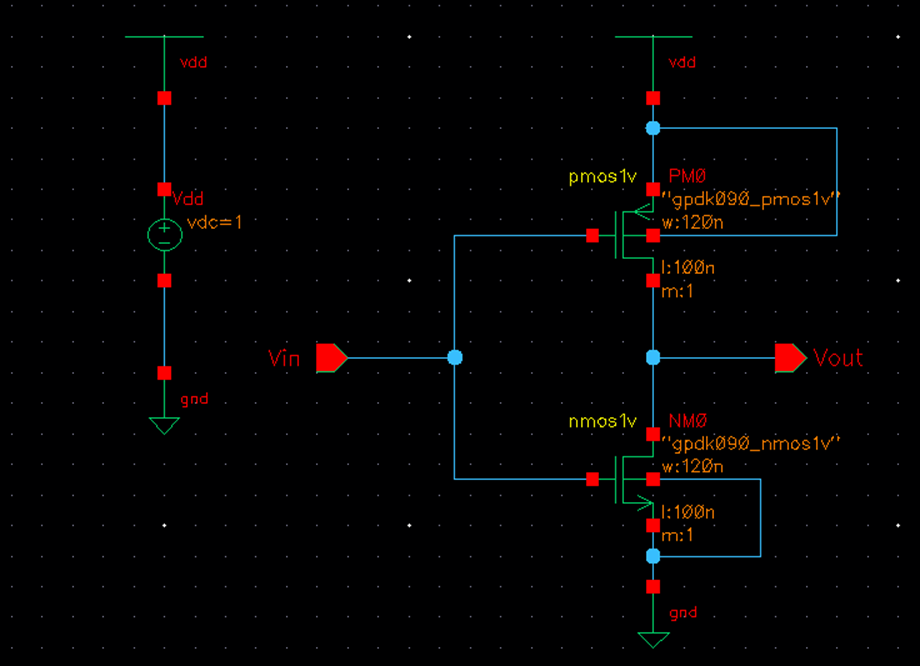 vdd
vdd
pmos1v
PM0
"gpdk090_pmos1v"
w:120n
Vdd
vdc=1
l:100n
m:1
Vin
Vout
gnd
nmos1v
NM0
"gpdk090_nmos1v"
w:120n
l:100n
m:1
gnd